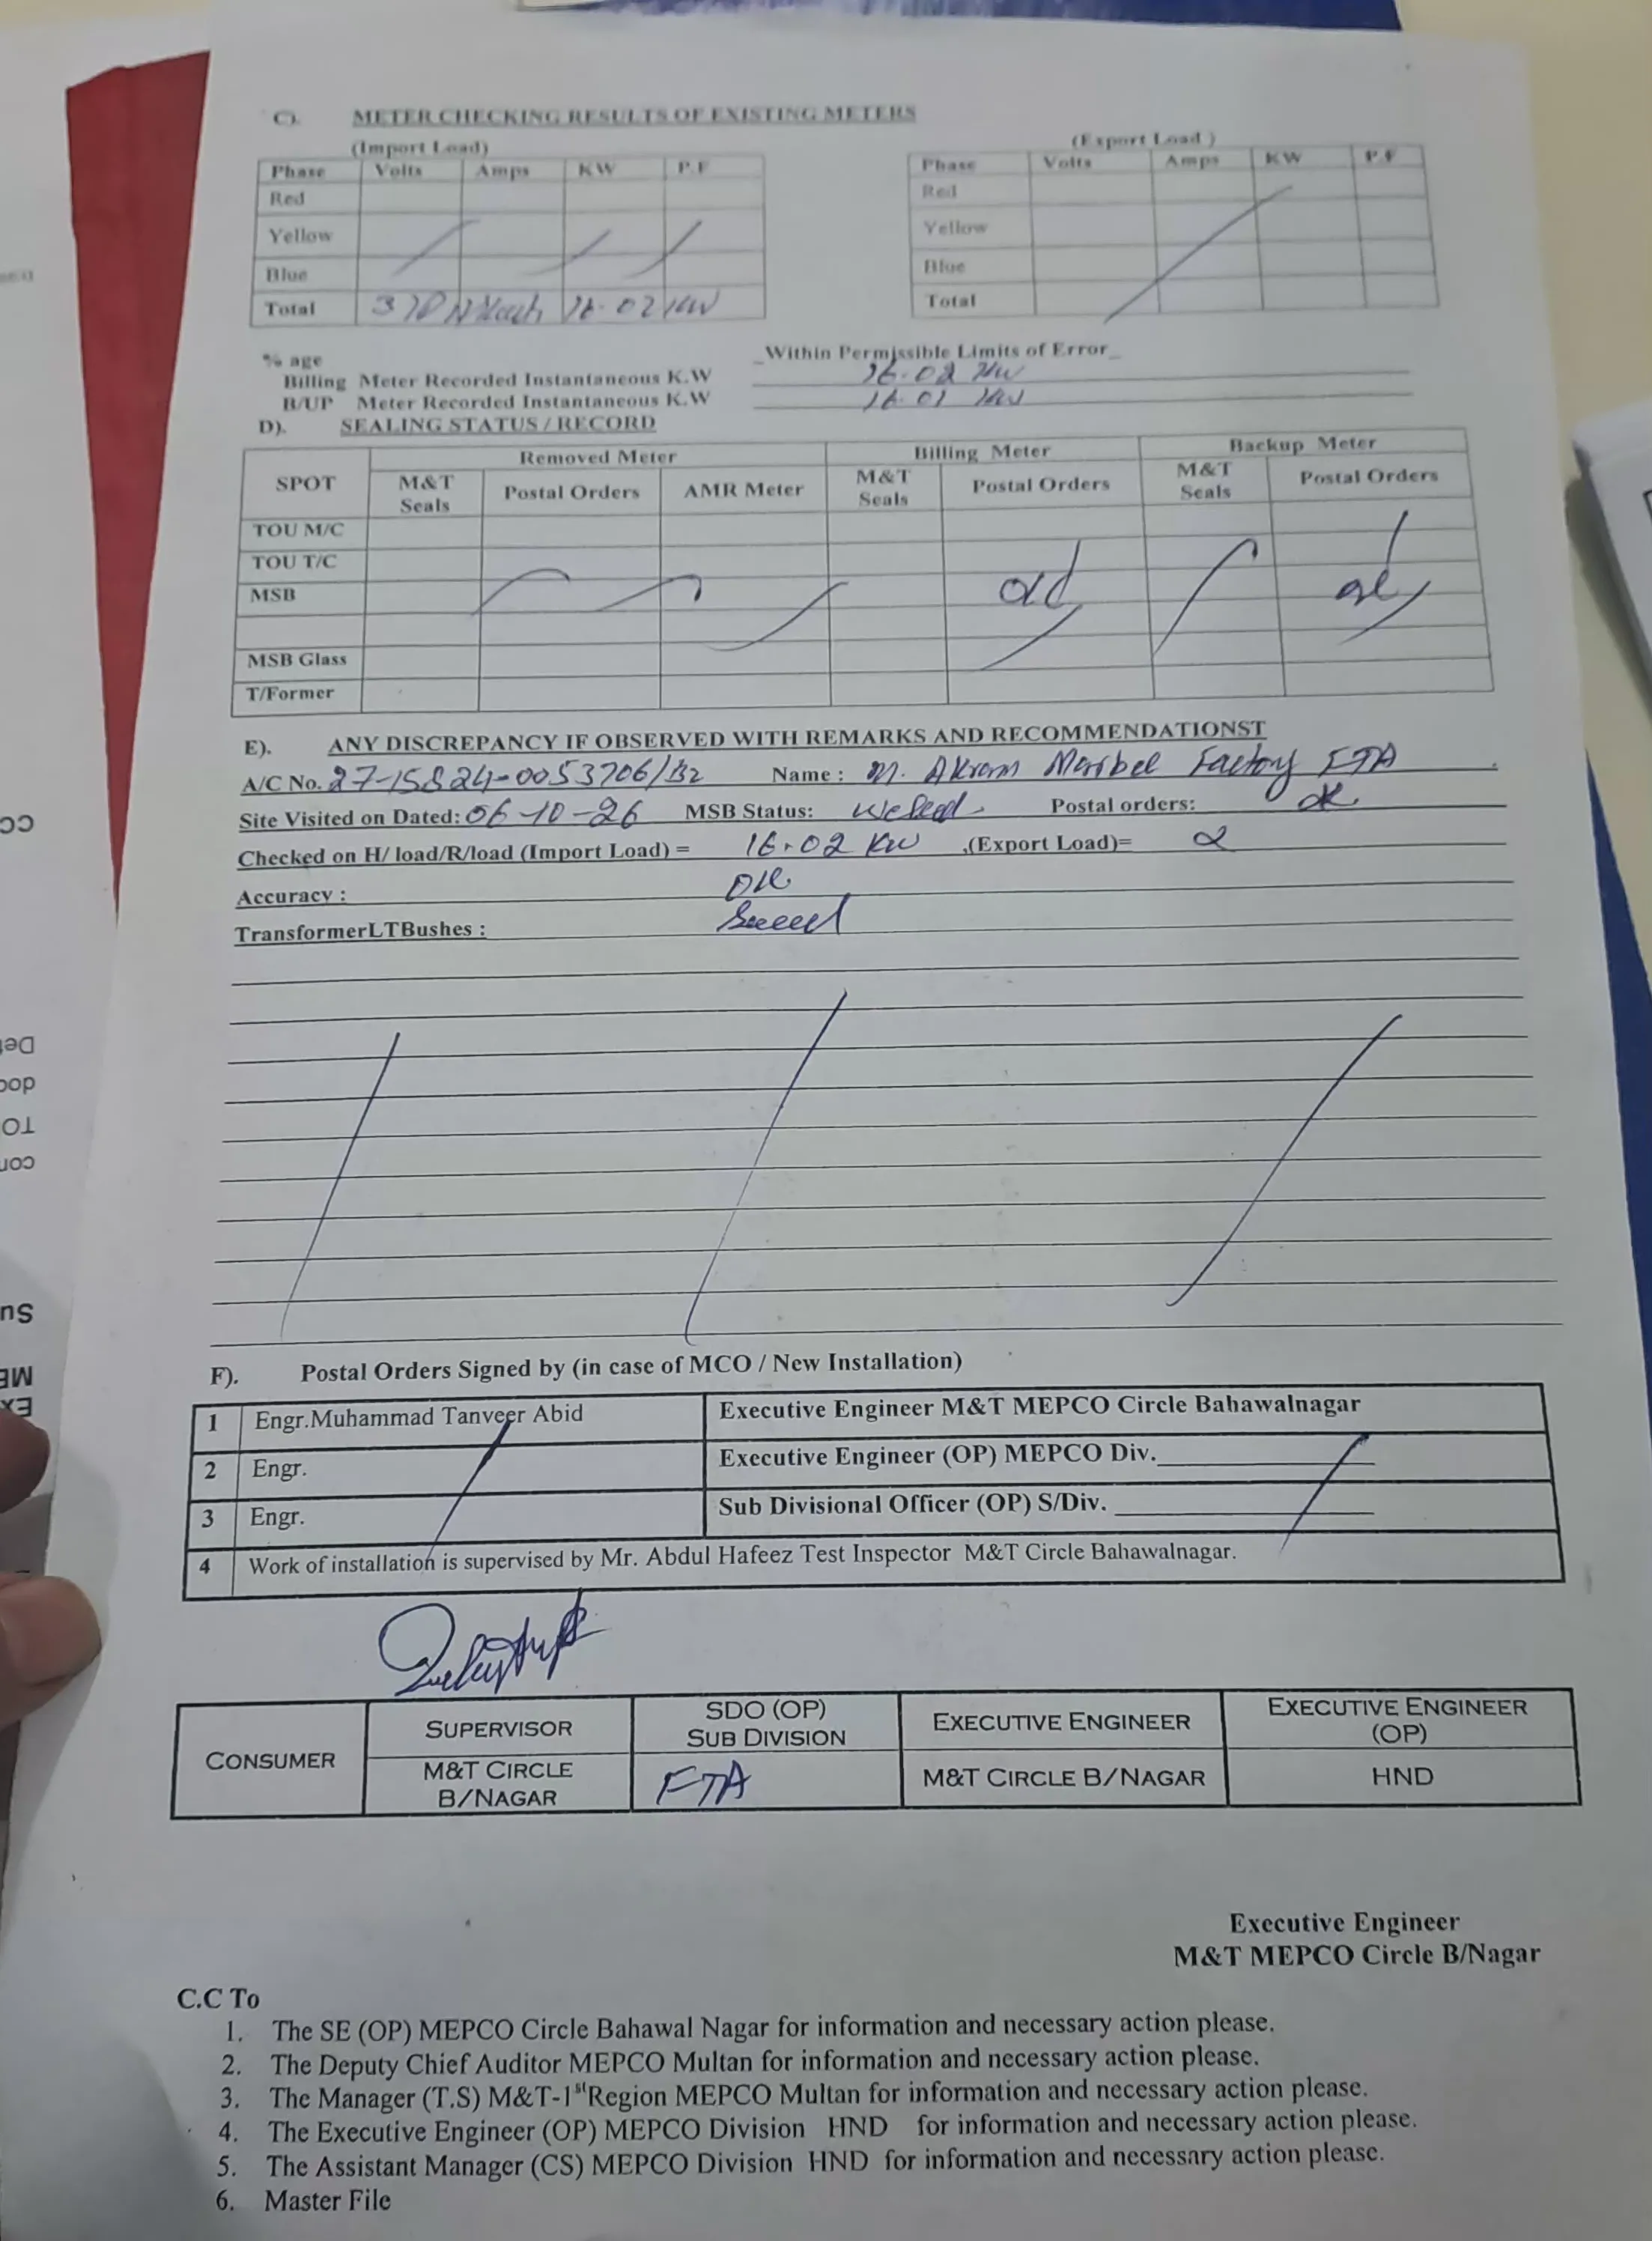 C). METER CHECKING RESULTS OF EXISTING METERS
(Import Load) (Export Load )
Phase Volts Amps KW P.F Phase Volts Amps KW P.F
Red Red
Yellow Yellow
Blue Blue
Total 16.02 KW Total
% age _Within Permissible Limits of Error_
Billing Meter Recorded Instantaneous K.W 16.02 KW
B/UP Meter Recorded Instantaneous K.W 16.01 KW
D). SEALING STATUS / RECORD
SPOT Removed Meter Billing Meter Backup Meter
M&T Seals Postal Orders AMR Meter M&T Seals Postal Orders M&T Seals Postal Orders
TOU M/C
TOU T/C
MSB old
MSB Glass
T/Former
E). ANY DISCREPANCY IF OBSERVED WITH REMARKS AND RECOMMENDATIONST
A/C No. 27-15824-0053706/B2 Name : M. Akram Marbel Factory FTA
Site Visited on Dated: 06-10-26 MSB Status: Postal orders: ok
Checked on H/ load/R/load (Import Load) = 16.02 KW ,(Export Load)=
Accuracy : OK
TransformerLTBushes :
F). Postal Orders Signed by (in case of MCO / New Installation)
1 Engr.Muhammad Tanveer Abid Executive Engineer M&T MEPCO Circle Bahawalnagar
2 Engr. Executive Engineer (OP) MEPCO Div.
3 Engr. Sub Divisional Officer (OP) S/Div.
4 Work of installation is supervised by Mr. Abdul Hafeez Test Inspector M&T Circle Bahawalnagar.
CONSUMER SUPERVISOR SDO (OP) SUB DIVISION EXECUTIVE ENGINEER EXECUTIVE ENGINEER (OP)
M&T CIRCLE B/NAGAR FTA M&T CIRCLE B/NAGAR HND
Executive Engineer
M&T MEPCO Circle B/Nagar
C.C To
1. The SE (OP) MEPCO Circle Bahawal Nagar for information and necessary action please.
2. The Deputy Chief Auditor MEPCO Multan for information and necessary action please.
3. The Manager (T.S) M&T-1st Region MEPCO Multan for information and necessary action please.
4. The Executive Engineer (OP) MEPCO Division HND for information and necessary action please.
5. The Assistant Manager (CS) MEPCO Division HND for information and necessary action please.
6. Master File